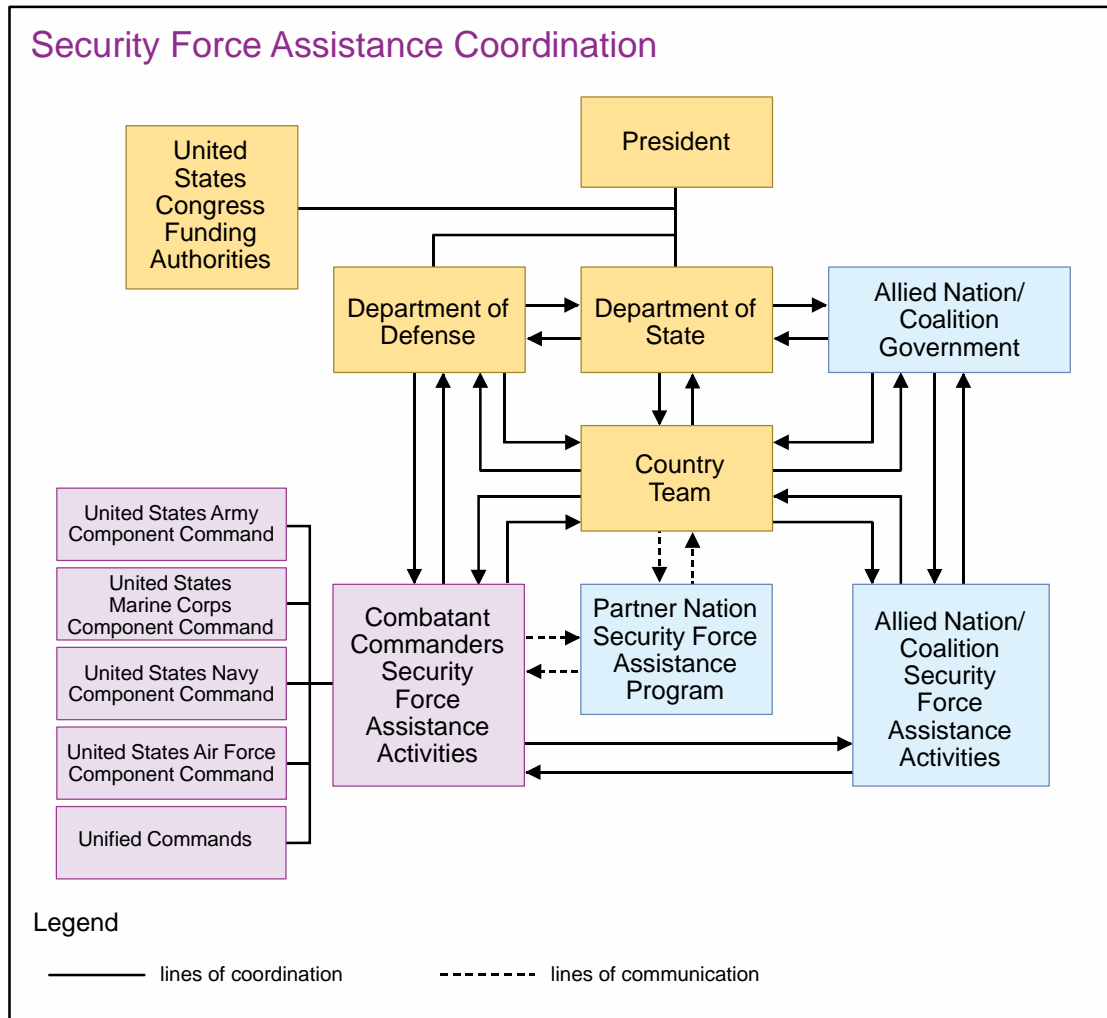 Security Force Assistance Coordination
President
United
States
Congress
Funding
Authorities
Department of
Defense
Department of
State
Allied Nation/
Coalition
Government
Country
Team
United States Army
Component Command
United States
Marine Corps
Component Command
United States Navy
Component Command
United States Air Force
Component Command
Unified Commands
Combatant
Commanders
Security
Force
Assistance
Activities
Partner Nation
Security Force
Assistance
Program
Allied Nation/
Coalition
Security
Force
Assistance
Activities
Legend
lines of coordination
lines of communication